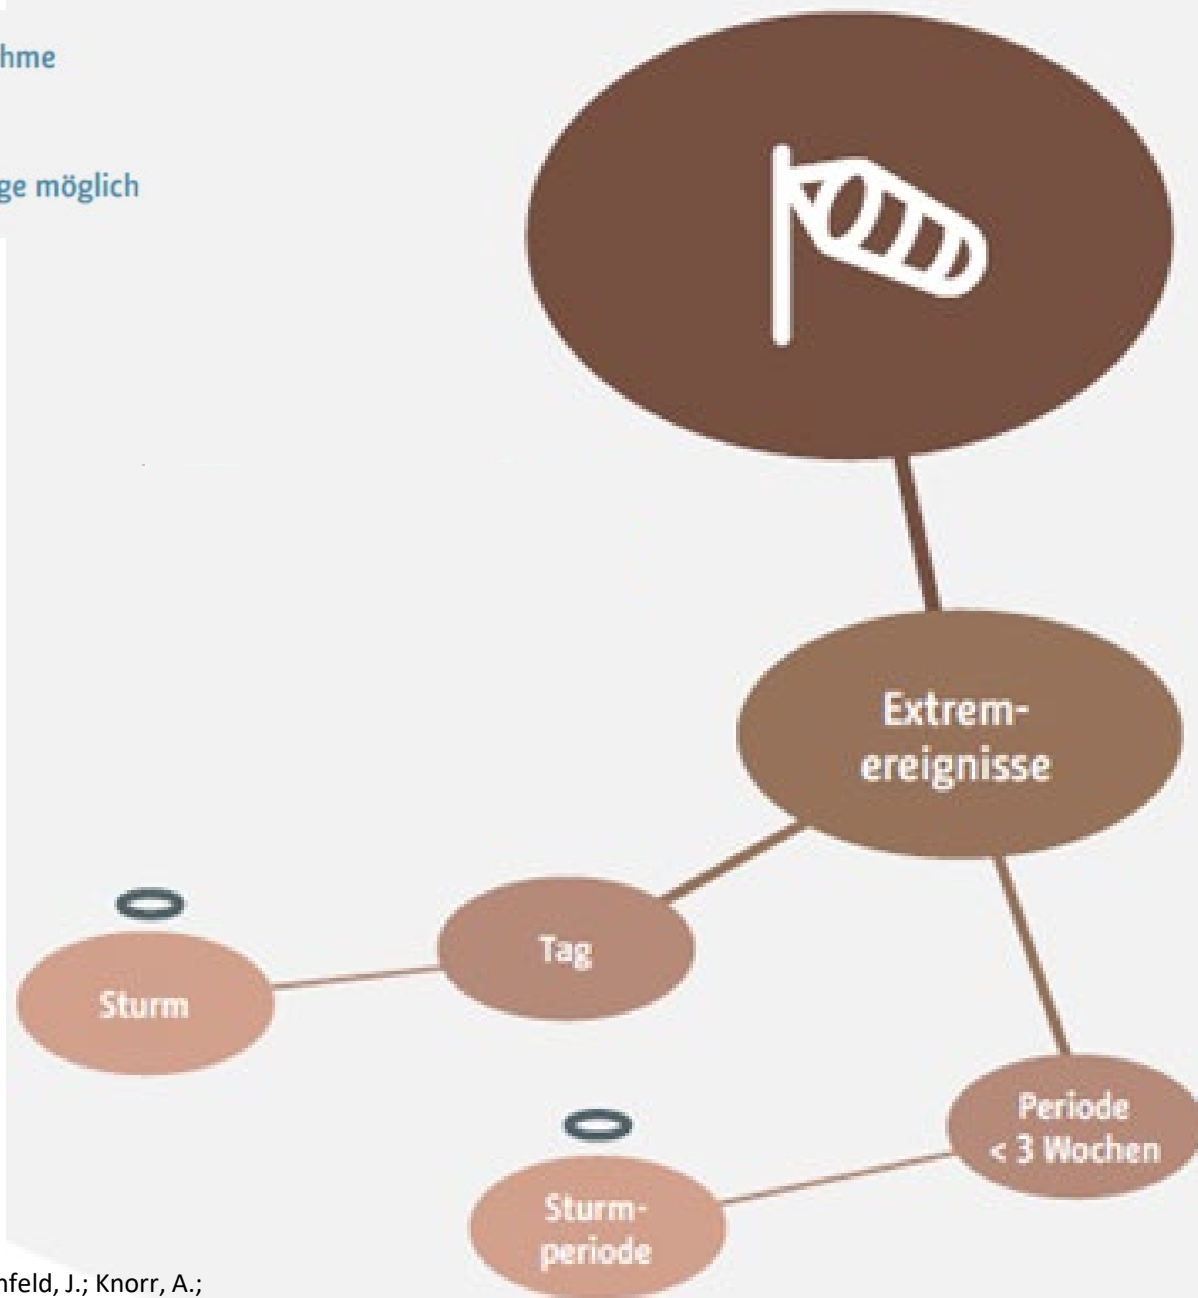 hme
ge möglich
Extrem-
ereignisse
Tag
Sturm
Periode
< 3 Wochen
Sturm-
periode
nfeld, J.; Knorr, A.;